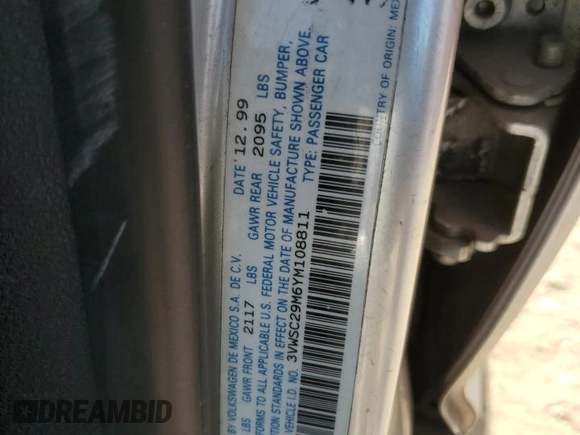 BY VOLKSWAGEN DE MEXICO S.A. DE C.V. DATE 12.99
LBS GAWR FRONT 2117 LBS GAWR REAR 2095 LBS
FORMS TO ALL APPLICABLE U.S. FEDERAL MOTOR VEHICLE SAFETY, BUMPER,
TION STANDARDS IN EFFECT ON THE DATE OF MANUFACTURE SHOWN ABOVE.
VEHICLE I.D. NO. 3VWSC29M6YM108811 TYPE: PASSENGER CAR
COUNTRY OF ORIGIN: MEX
DREAMBID